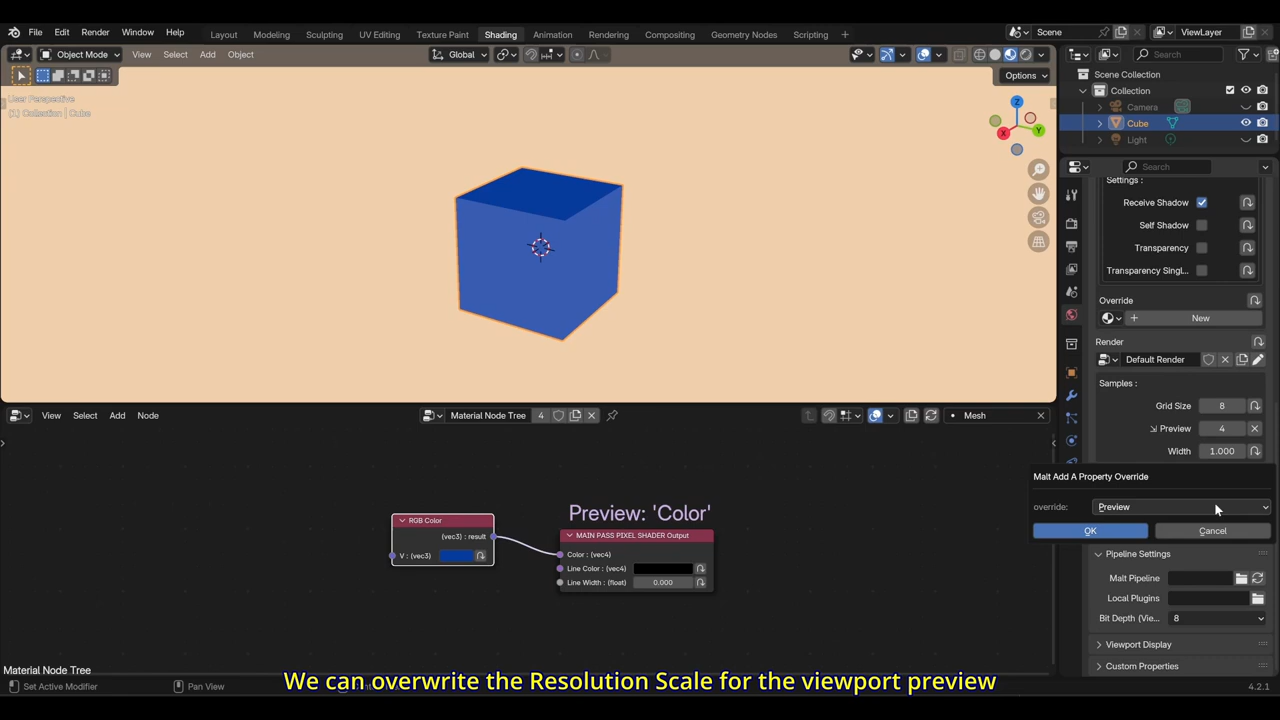 File Edit Render Window Help Layout Modeling Sculpting UV Editing Texture Paint Shading Animation Rendering Compositing Geometry Nodes Scripting + Scene ViewLayer
Object Mode View Select Add Object Global Search
Options
User Perspective
(1) Collection | Cube
Z
X
Y
Scene Collection
Collection
Camera
Cube
Light
Search
Settings :
Receive Shadow
Self Shadow
Transparency
Transparency Singl...
Override
+ New
Render
Default Render
Samples :
Grid Size 8
Preview 4
Width 1.000
Malt Add A Property Override
override: Preview
OK Cancel
Pipeline Settings
Malt Pipeline
Local Plugins
Bit Depth (Vie... 8
Viewport Display
Custom Properties
View Select Add Node Material Node Tree 4 Mesh
Preview: 'Color'
RGB Color
(vec3) : result
V : (vec3)
MAIN PASS PIXEL SHADER Output
Color : (vec4)
Line Color : (vec4)
Line Width : (float) 0.000
Material Node Tree
We can overwrite the Resolution Scale for the viewport preview
Set Active Modifier Pan View 4.2.1